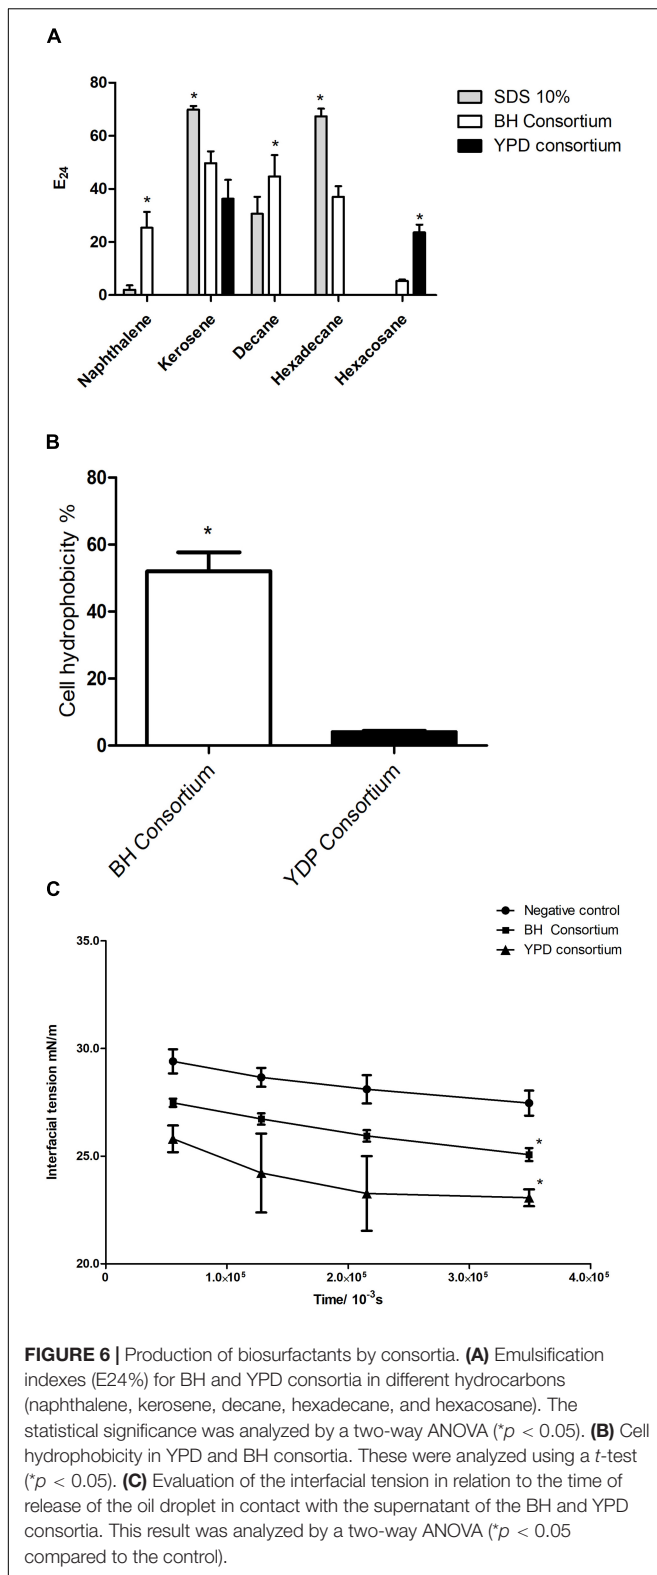 A
80
60
40
20
0
E24
*
*
*
*
*
SDS 10%
BH Consortium
YPD consortium
Naphthalene
Kerosene
Decane
Hexadecane
Hexacosane
B
80
60
40
20
0
Cell hydrophobicity %
*
BH Consortium
YDP Consortium
C
Negative control
BH Consortium
YPD consortium
35.0
30.0
25.0
20.0
Interfacial tension mN/m
*
*
0
1.0×10⁵
2.0×10⁵
3.0×10⁵
4.0×10⁵
Time/ 10⁻³s
FIGURE 6 | Production of biosurfactants by consortia. (A) Emulsification
indexes (E24%) for BH and YPD consortia in different hydrocarbons
(naphthalene, kerosene, decane, hexadecane, and hexacosane). The
statistical significance was analyzed by a two-way ANOVA (*p < 0.05). (B) Cell
hydrophobicity in YPD and BH consortia. These were analyzed using a t-test
(*p < 0.05). (C) Evaluation of the interfacial tension in relation to the time of
release of the oil droplet in contact with the supernatant of the BH and YPD
consortia. This result was analyzed by a two-way ANOVA (*p < 0.05
compared to the control).